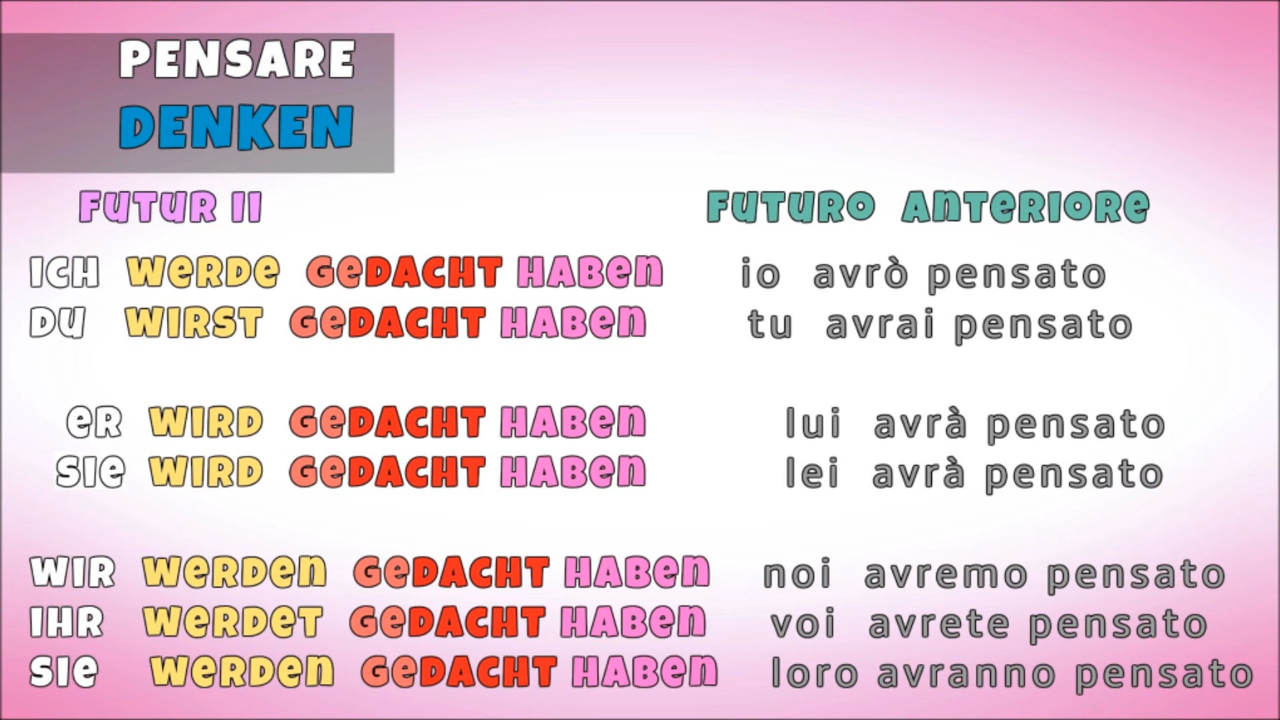 PENSARE
DENKEN
FUTUR II FUTURO ANTERIORE
ICH WERDE GEDACHT HABEN io avrò pensato
DU WIRST GEDACHT HABEN tu avrai pensato
ER WIRD GEDACHT HABEN lui avrà pensato
SIE WIRD GEDACHT HABEN lei avrà pensato
WIR WERDEN GEDACHT HABEN noi avremo pensato
IHR WERDET GEDACHT HABEN voi avrete pensato
SIE WERDEN GEDACHT HABEN loro avranno pensato